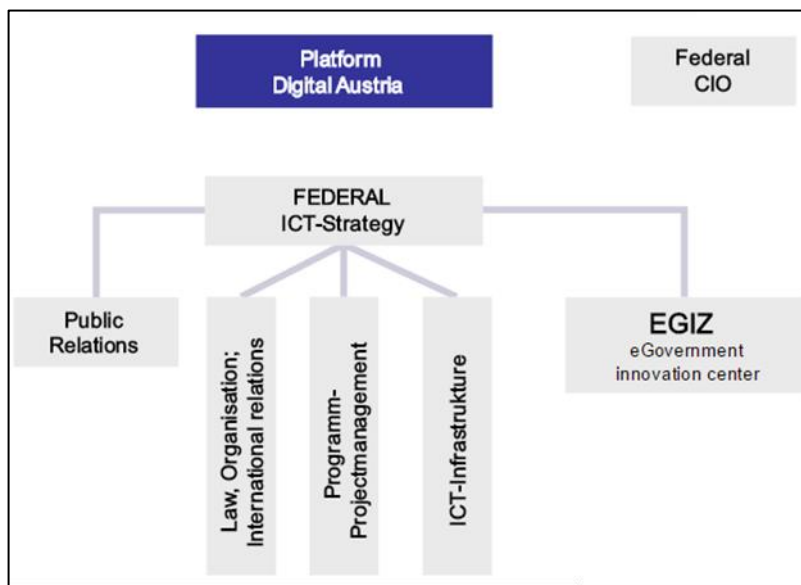 Platform
Digital Austria
Federal
CIO
FEDERAL
ICT-Strategy
Public
Relations
Law, Organisation;
International relations
Programm-
Projectmanagement
ICT-Infrastrukture
EGIZ
eGovernment
innovation center